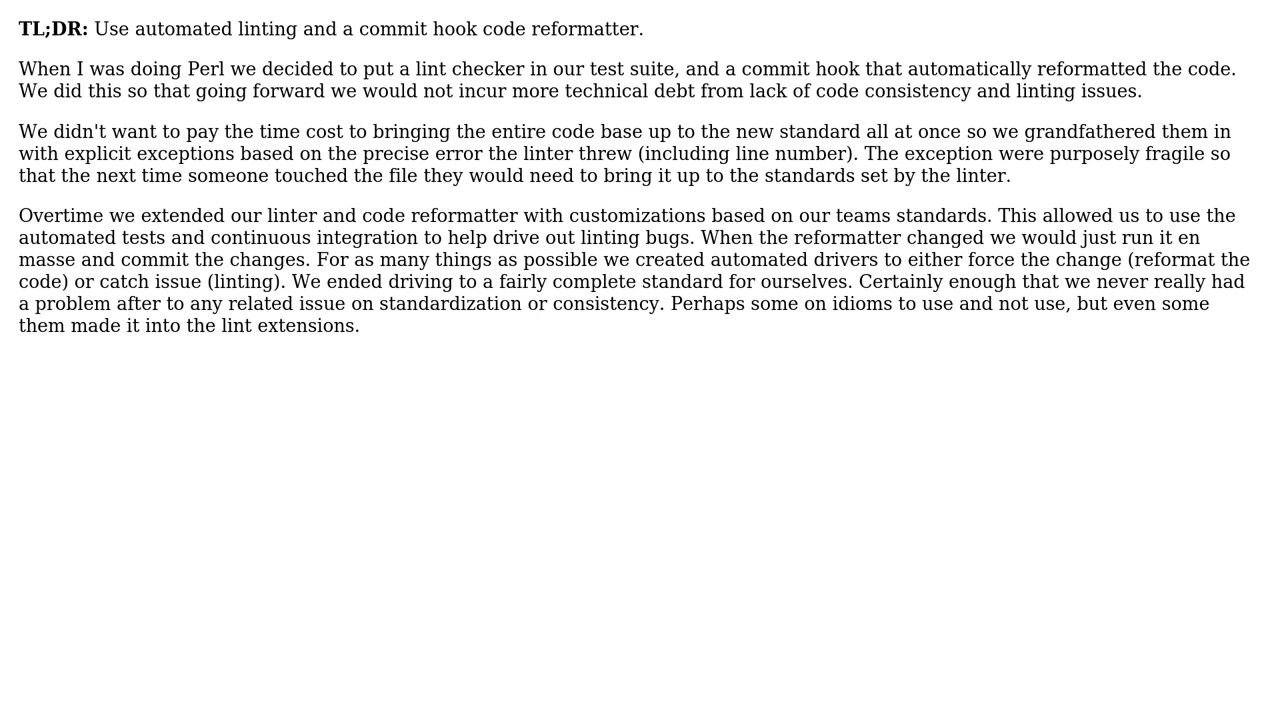 TL;DR: Use automated linting and a commit hook code reformatter.
When I was doing Perl we decided to put a lint checker in our test suite, and a commit hook that automatically reformatted the code.
We did this so that going forward we would not incur more technical debt from lack of code consistency and linting issues.
We didn't want to pay the time cost to bringing the entire code base up to the new standard all at once so we grandfathered them in
with explicit exceptions based on the precise error the linter threw (including line number). The exception were purposely fragile so
that the next time someone touched the file they would need to bring it up to the standards set by the linter.
Overtime we extended our linter and code reformatter with customizations based on our teams standards. This allowed us to use the
automated tests and continuous integration to help drive out linting bugs. When the reformatter changed we would just run it en
masse and commit the changes. For as many things as possible we created automated drivers to either force the change (reformat the
code) or catch issue (linting). We ended driving to a fairly complete standard for ourselves. Certainly enough that we never really had
a problem after to any related issue on standardization or consistency. Perhaps some on idioms to use and not use, but even some
them made it into the lint extensions.